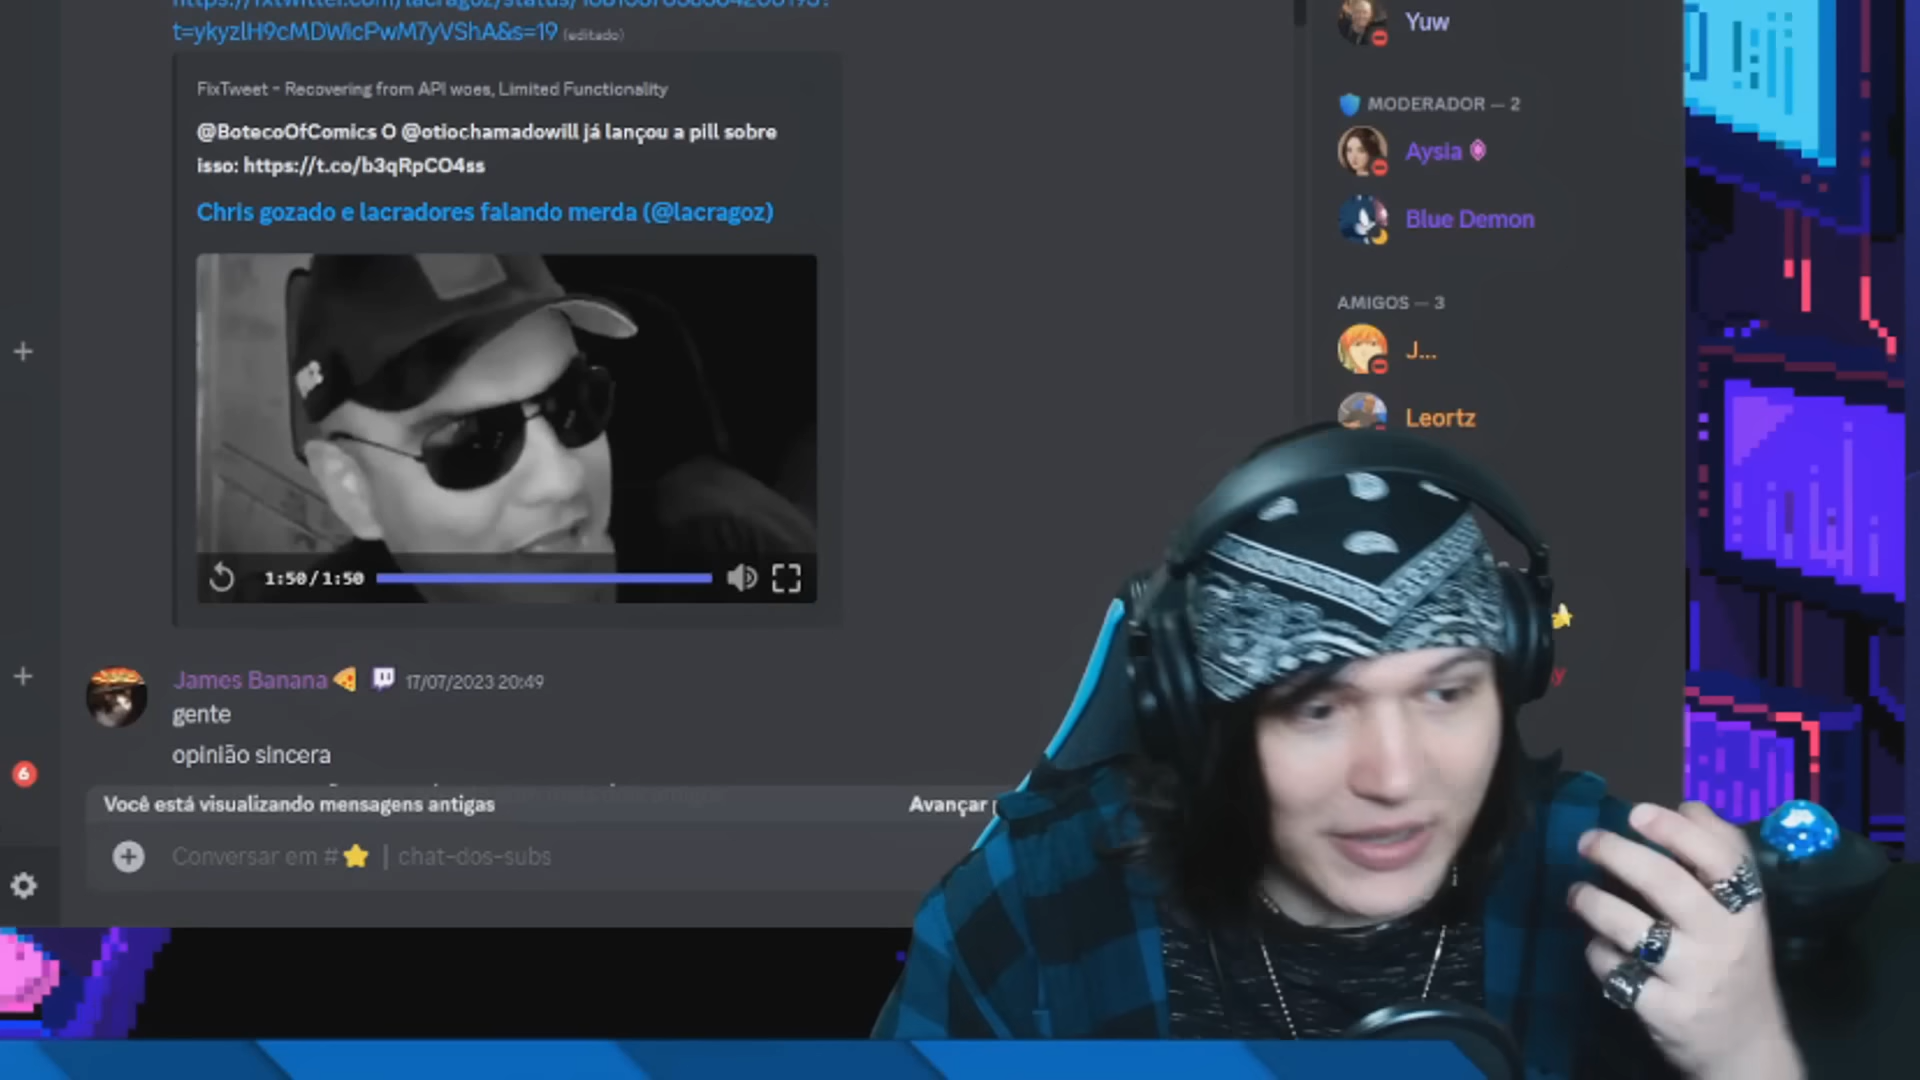 t=ykyzlH9cMDWlcPwM7yVShA&s=19 (editado)
FixTweet - Recovering from API woes, Limited Functionality
@BotecoOfComics O @otiochamadowill já lançou a pill sobre
isso: https://t.co/b3qRpCO4ss
Chris gozado e lacradores falando merda (@lacragoz)
1:50/1:50
James Banana 17/07/2023 20:49
gente
opinião sincera
Você está visualizando mensagens antigas
Avançar
Conversar em # | chat-dos-subs
6
Yuw
MODERADOR — 2
Aysia
Blue Demon
AMIGOS — 3
J...
Leortz